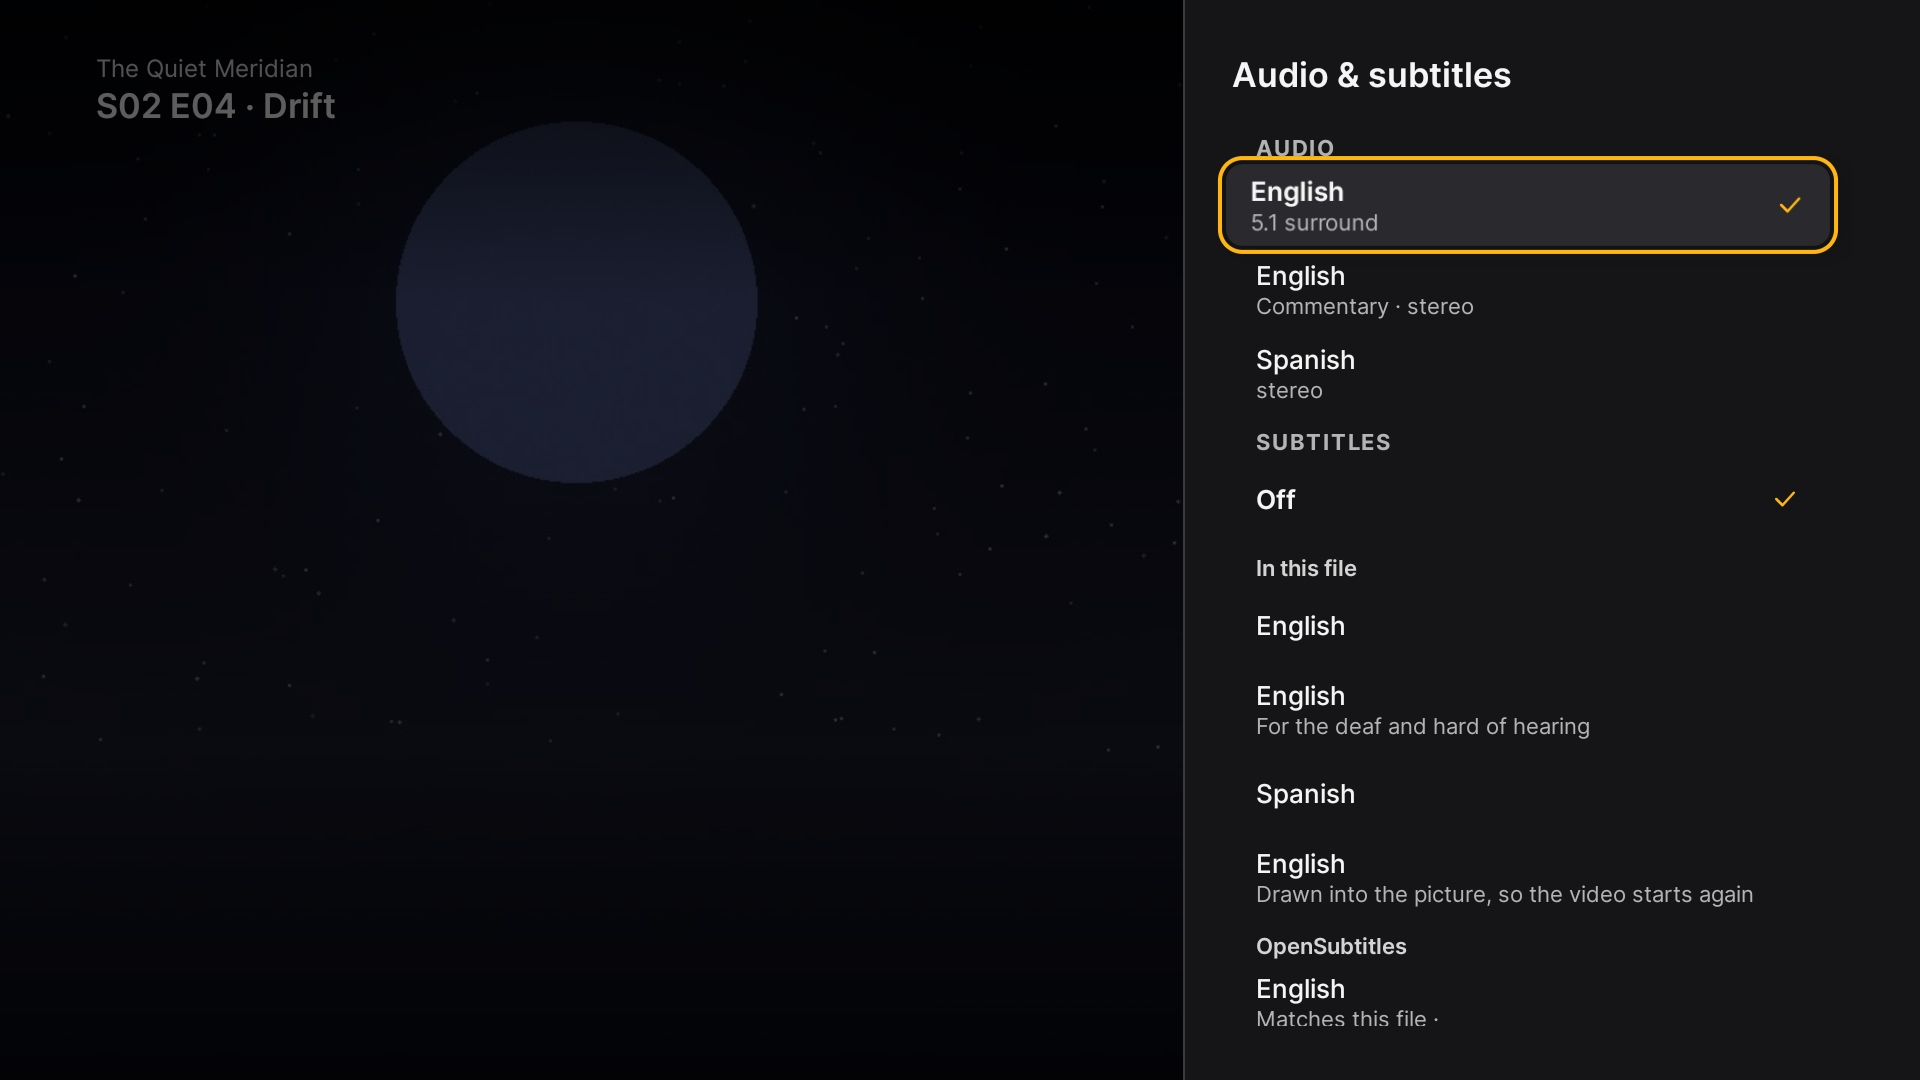 The Quiet Meridian
S02 E04 · Drift
Audio & subtitles
AUDIO
English
5.1 surround
English
Commentary · stereo
Spanish
stereo
SUBTITLES
Off
In this file
English
English
For the deaf and hard of hearing
Spanish
English
Drawn into the picture, so the video starts again
OpenSubtitles
English
Matches this file ·